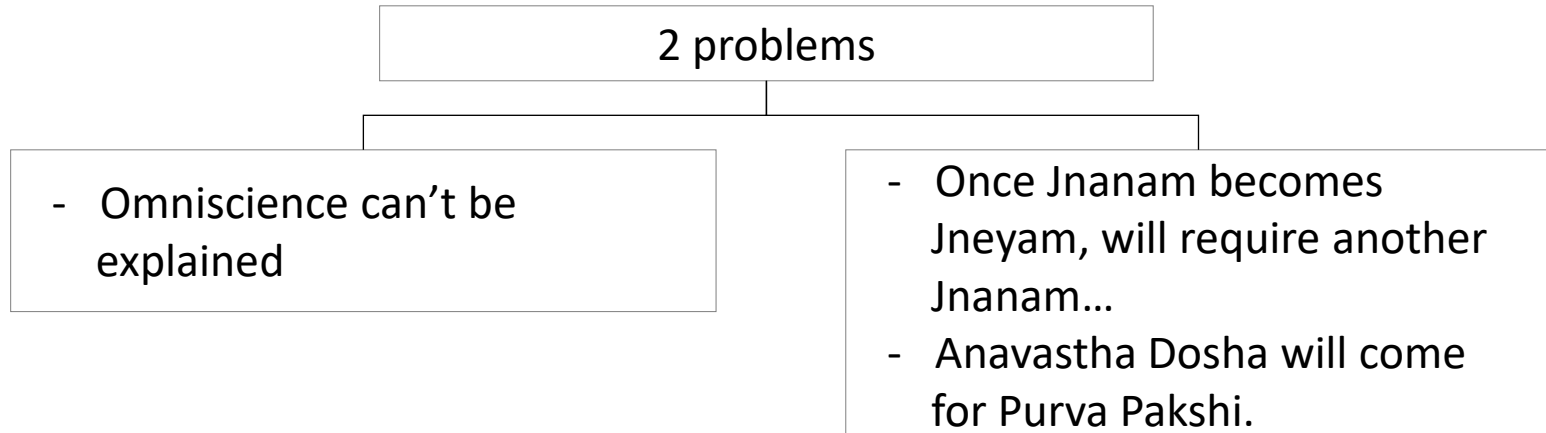 2 problems
- Omniscience can’t be
explained
- Once Jnanam becomes
Jneyam, will require another
Jnanam…
- Anavastha Dosha will come
for Purva Pakshi.